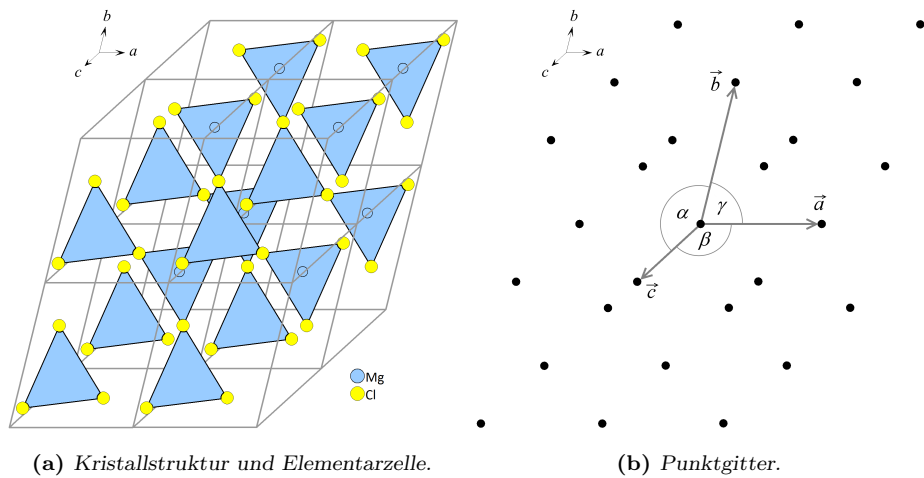 b
a
c
Mg
Cl
b
a
c
b⃗
γ
a⃗
α
β
c⃗
(a) Kristallstruktur und Elementarzelle.
(b) Punktgitter.